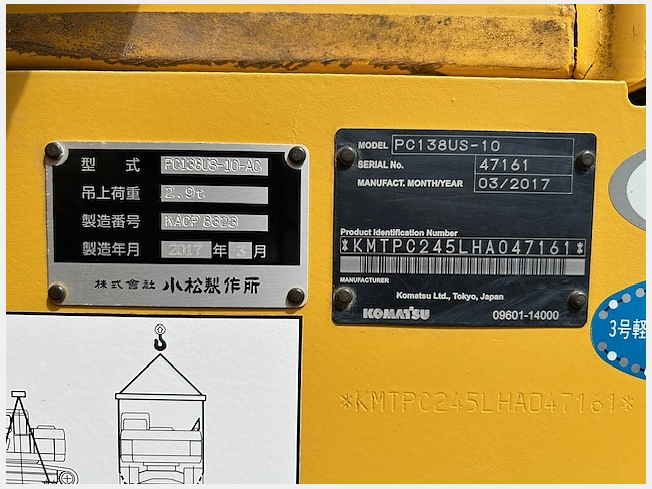 型 式 PC138US-10-AC
吊上荷重 2.9t
製造番号 KACP 8323
製造年月 2017 年 3 月
株式會社 小松製作所
MODEL PC138US-10
SERIAL No. 47161
MANUFACT. MONTH/YEAR 03/2017
Product Identification Number
*KMTPC245LHA047161*
MANUFACTURER
Komatsu Ltd., Tokyo, Japan
KOMATSU 09601-14000
3号軽
*KMTPC245LHA047161*